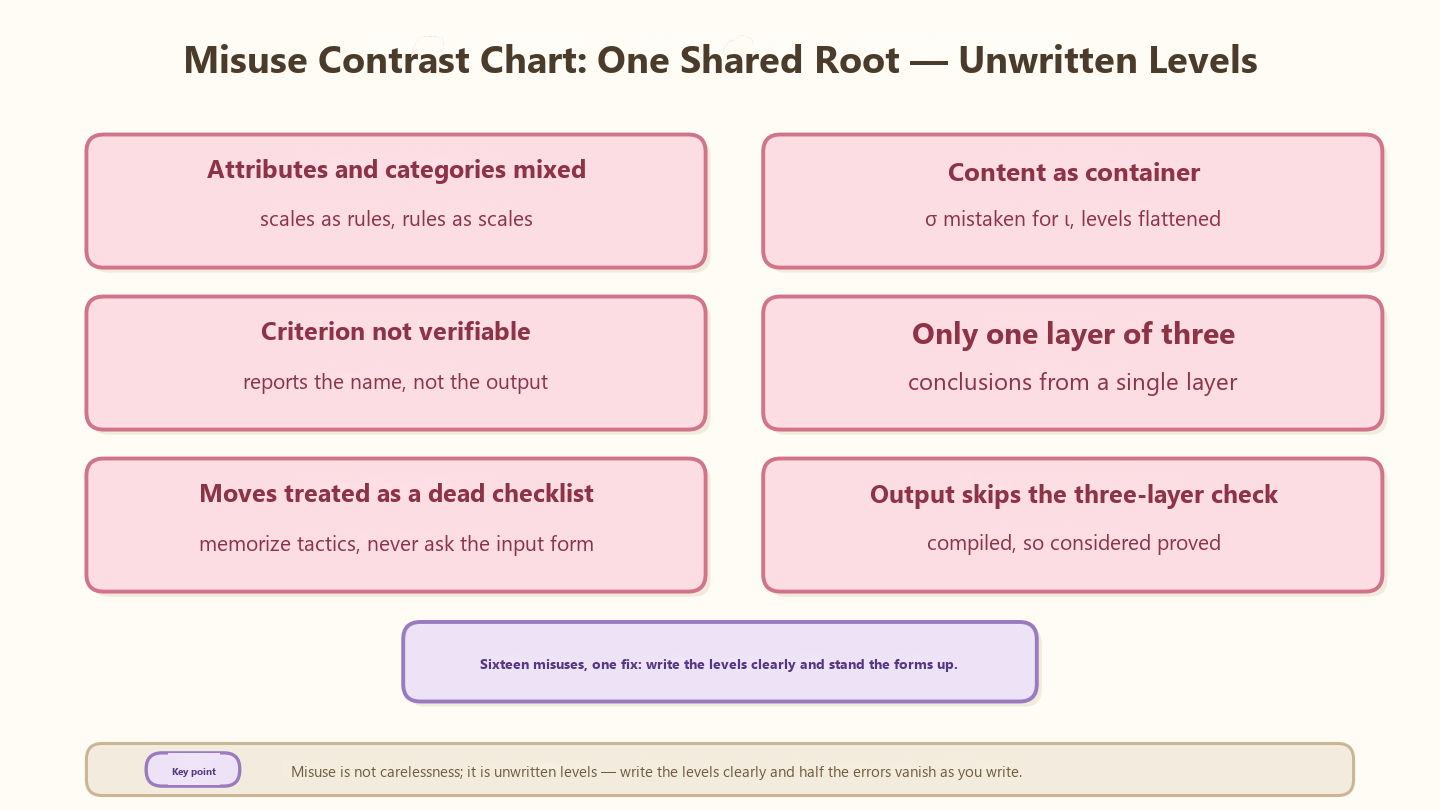 Misuse Contrast Chart: One Shared Root — Unwritten Levels
Attributes and categories mixed
scales as rules, rules as scales
Content as container
σ mistaken for ι, levels flattened
Criterion not verifiable
reports the name, not the output
Only one layer of three
conclusions from a single layer
Moves treated as a dead checklist
memorize tactics, never ask the input form
Output skips the three-layer check
compiled, so considered proved
Sixteen misuses, one fix: write the levels clearly and stand the forms up.
Key point
Misuse is not carelessness; it is unwritten levels — write the levels clearly and half the errors vanish as you write.